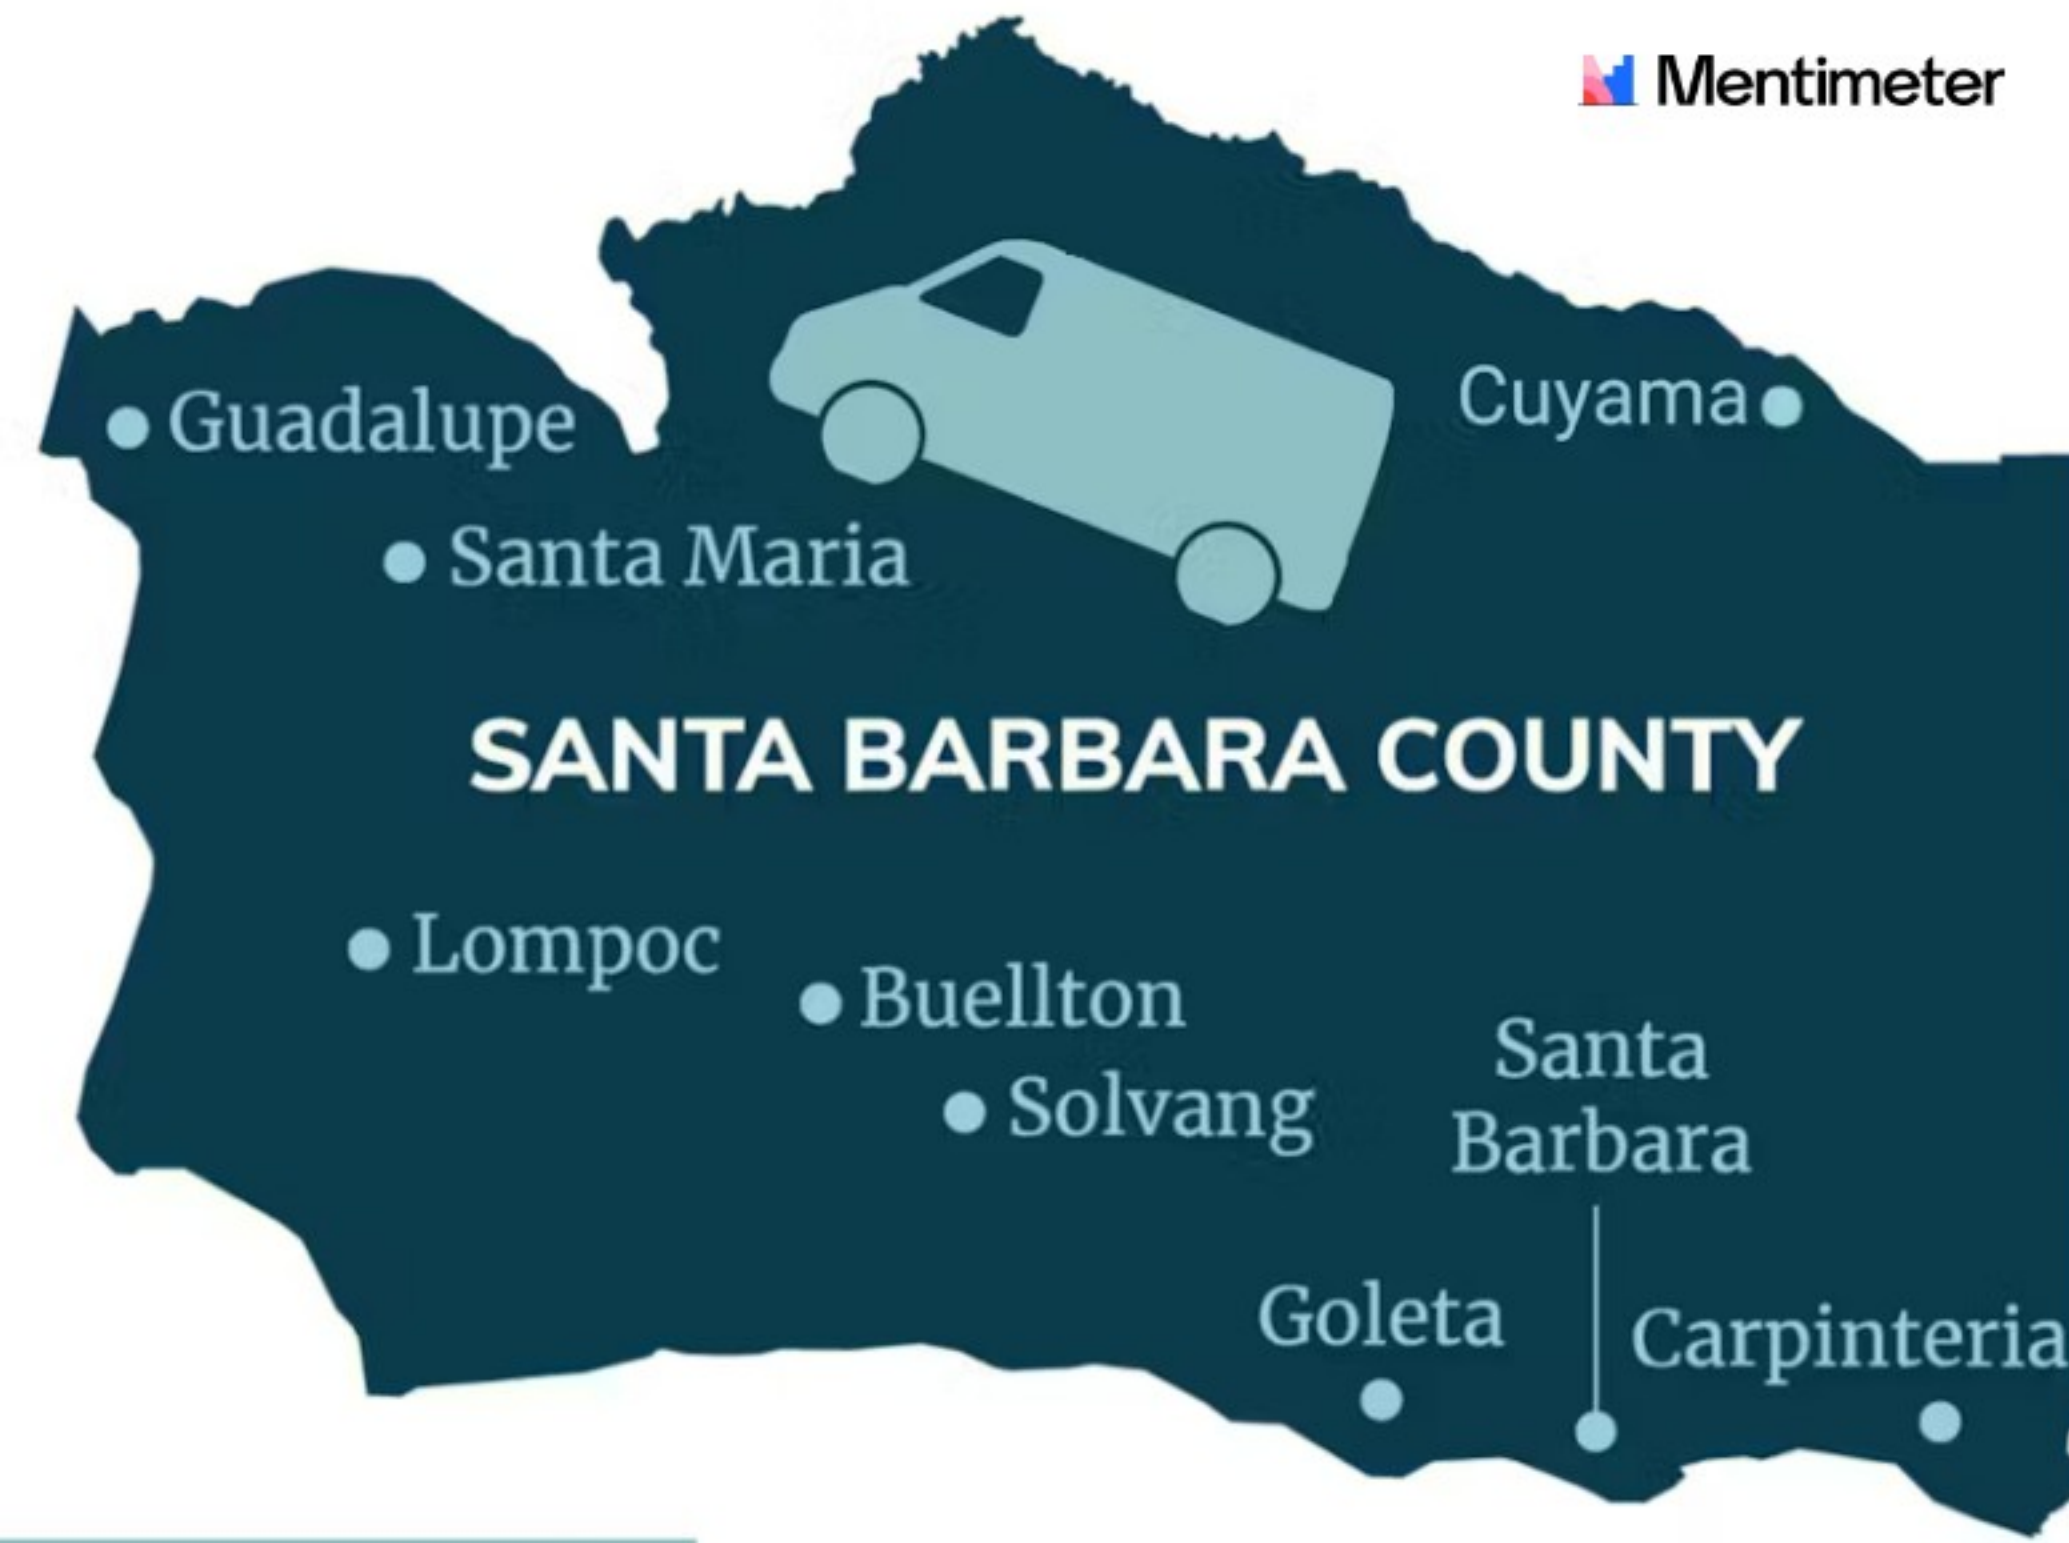 Mentimeter
Cuyama
Guadalupe
Santa Maria
SANTA BARBARA COUNTY
Lompoc
Buellton
Solvang
Santa
Barbara
Goleta
Carpinteria